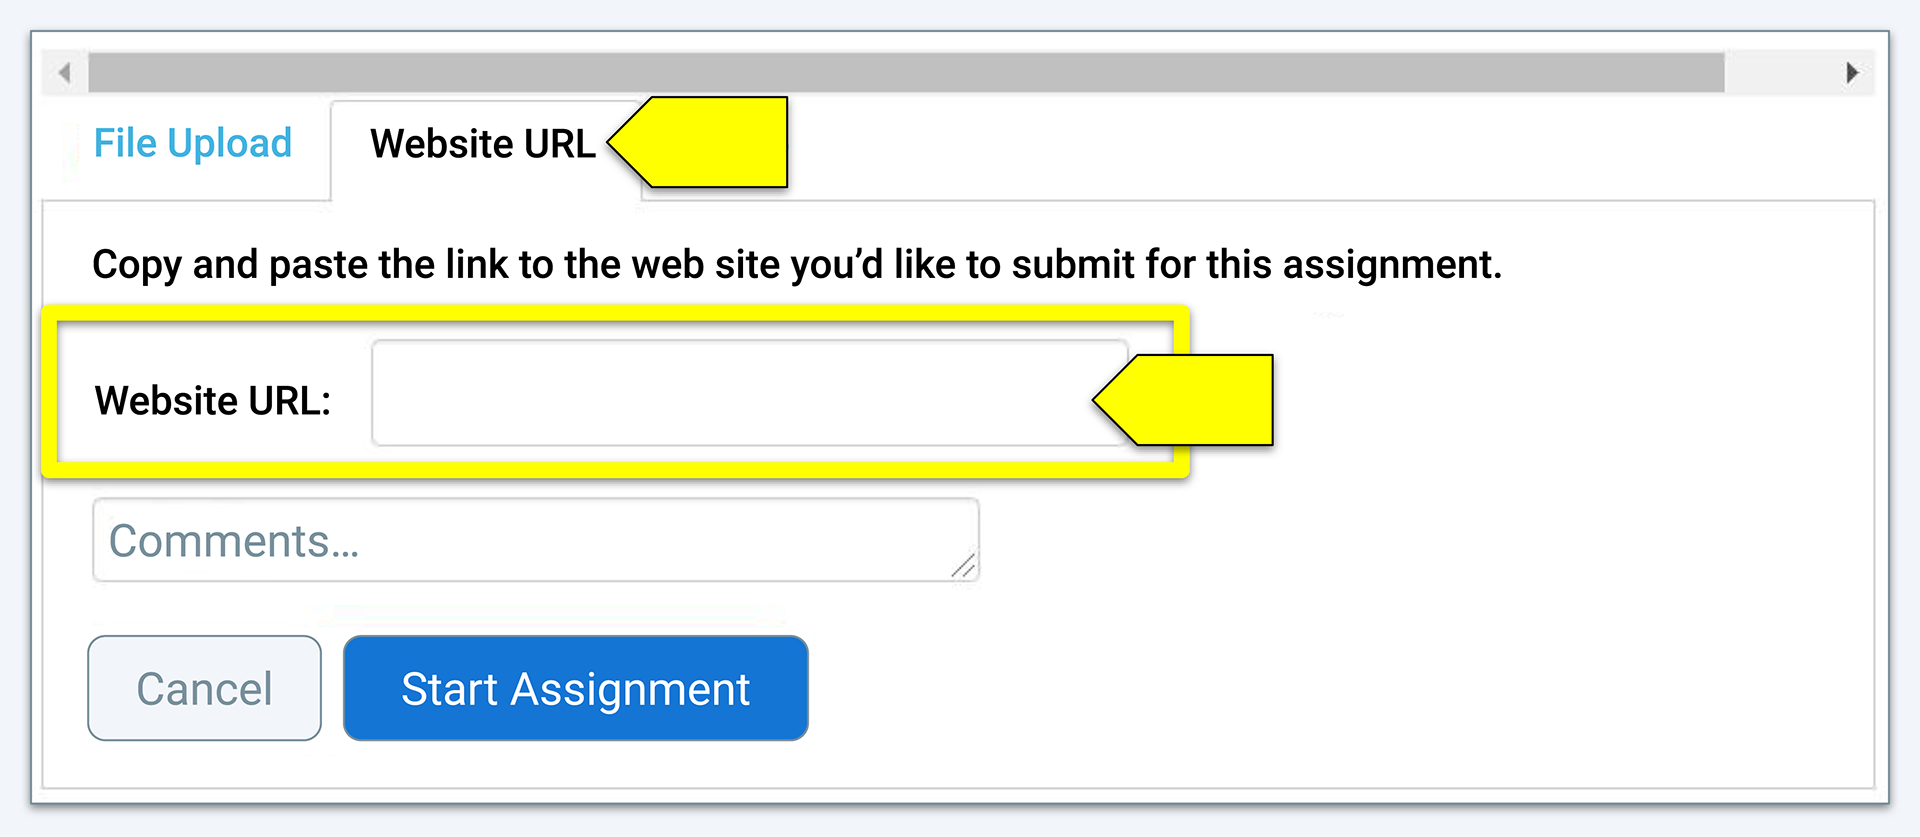 File Upload
Website URL
Copy and paste the link to the web site you’d like to submit for this assignment.
Website URL:
Comments...
Cancel
Start Assignment